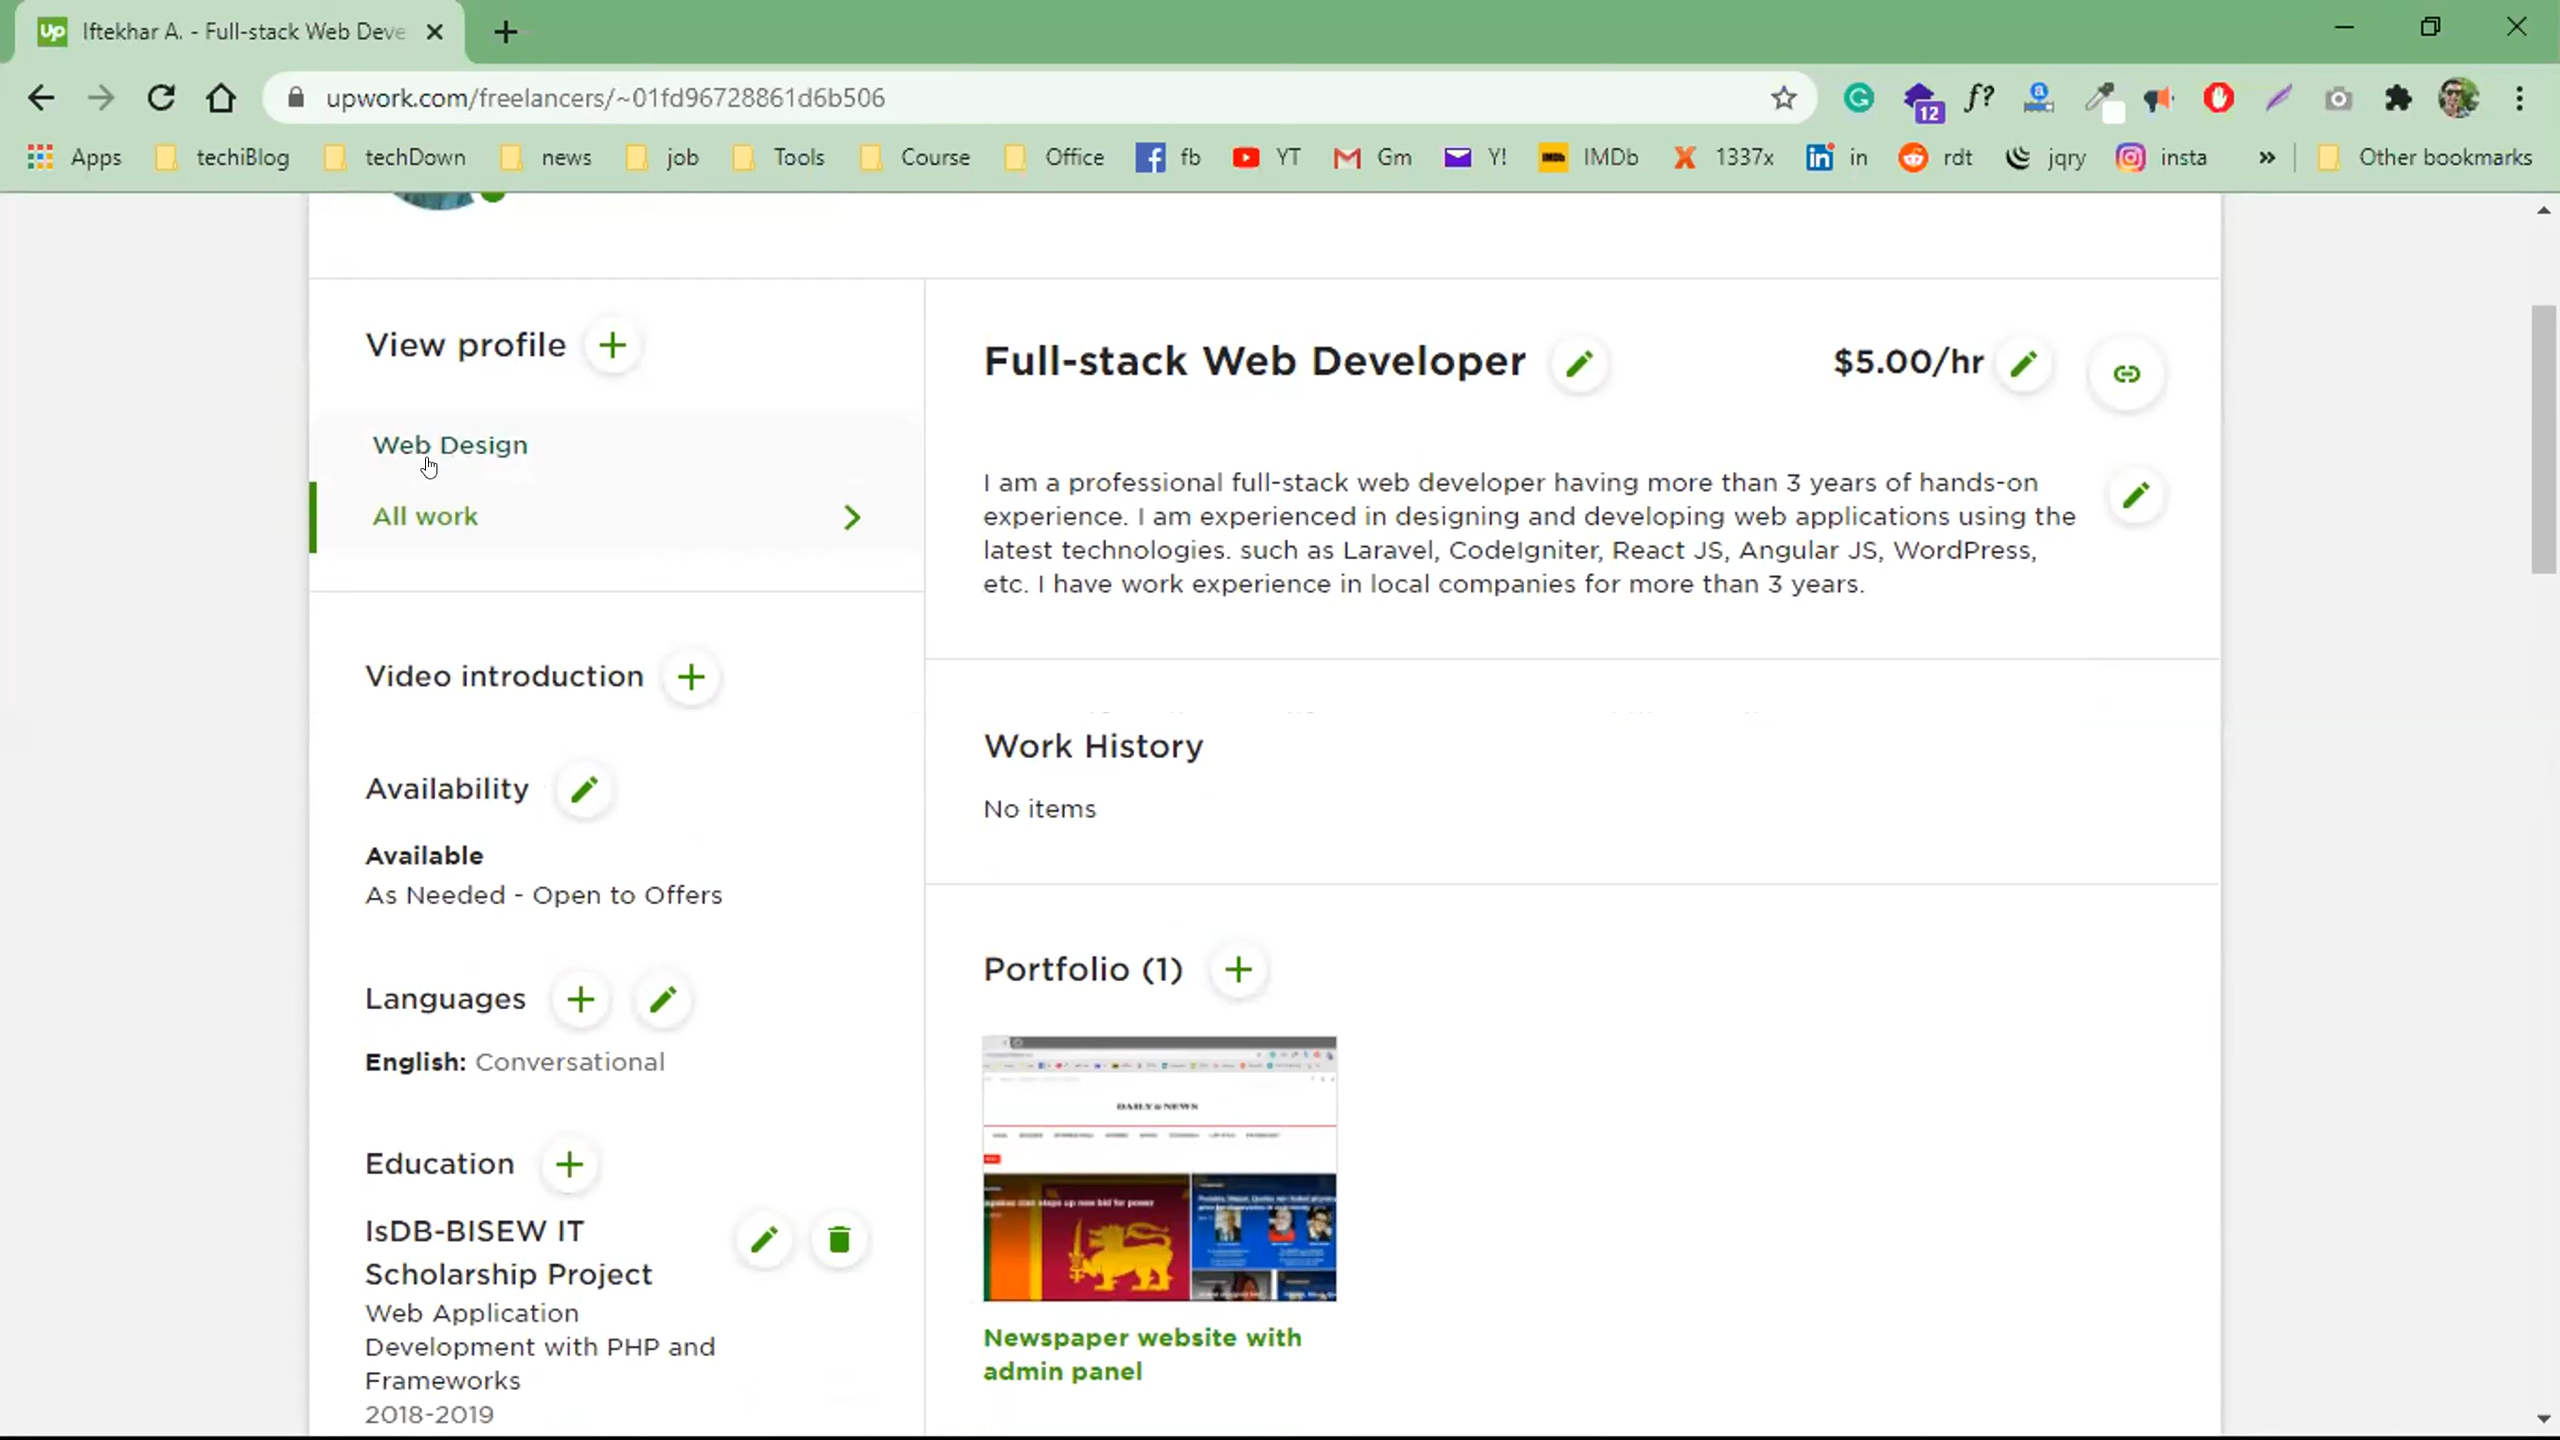 Iftekhar A. - Full-stack Web Deve
upwork.com/freelancers/~01fd96728861d6b506
12
f?
Apps techiBlog techDown news job Tools Course Office fb YT Gm Y! IMDb 1337x in rdt jqry insta » Other bookmarks
View profile
Web Design
All work
Video introduction
Availability
Available
As Needed - Open to Offers
Languages
English: Conversational
Education
IsDB-BISEW IT
Scholarship Project
Web Application
Development with PHP and
Frameworks
2018-2019
Full-stack Web Developer
$5.00/hr
I am a professional full-stack web developer having more than 3 years of hands-on
experience. I am experienced in designing and developing web applications using the
latest technologies. such as Laravel, CodeIgniter, React JS, Angular JS, WordPress,
etc. I have work experience in local companies for more than 3 years.
Work History
No items
Portfolio (1)
DAILY NEWS
Newspaper website with
admin panel